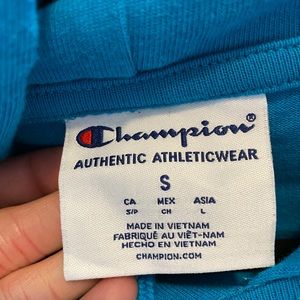 Champion®
AUTHENTIC ATHLETICWEAR
S
CA MEX ASIA
S/P CH L
MADE IN VIETNAM
FABRIQUÉ AU VIÊT-NAM
HECHO EN VIETNAM
CHAMPION.COM